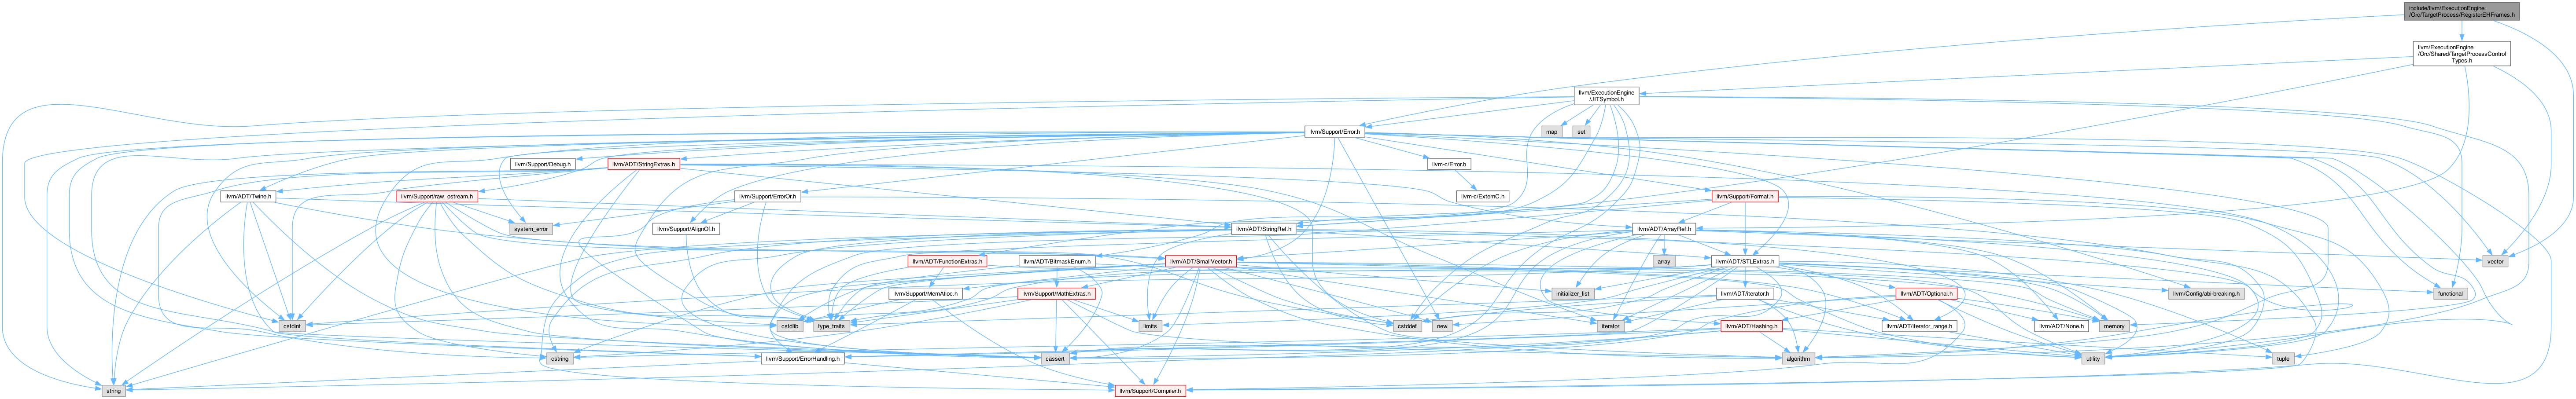 include/llvm/ExecutionEngine
/Orc/TargetProcess/RegisterEHFrames.h
llvm/ExecutionEngine
/Orc/Shared/TargetProcessControl
Types.h
llvm/ExecutionEngine
/JITSymbol.h
llvm/Support/Error.h
map
set
llvm/Support/Debug.h
llvm/ADT/StringExtras.h
llvm-c/Error.h
llvm/ADT/Twine.h
llvm/Support/raw_ostream.h
llvm/Support/ErrorOr.h
llvm-c/ExternC.h
llvm/Support/Format.h
system_error
llvm/Support/AlignOf.h
llvm/ADT/StringRef.h
llvm/ADT/ArrayRef.h
llvm/ADT/FunctionExtras.h
llvm/ADT/BitmaskEnum.h
llvm/ADT/SmallVector.h
array
llvm/ADT/STLExtras.h
vector
llvm/Support/MemAlloc.h
llvm/Support/MathExtras.h
initializer_list
llvm/ADT/iterator.h
llvm/ADT/Optional.h
llvm/Config/abi-breaking.h
functional
cstdint
cstdlib
type_traits
limits
cstddef
new
iterator
llvm/ADT/Hashing.h
llvm/ADT/iterator_range.h
llvm/ADT/None.h
memory
cstring
llvm/Support/ErrorHandling.h
cassert
algorithm
utility
tuple
string
llvm/Support/Compiler.h